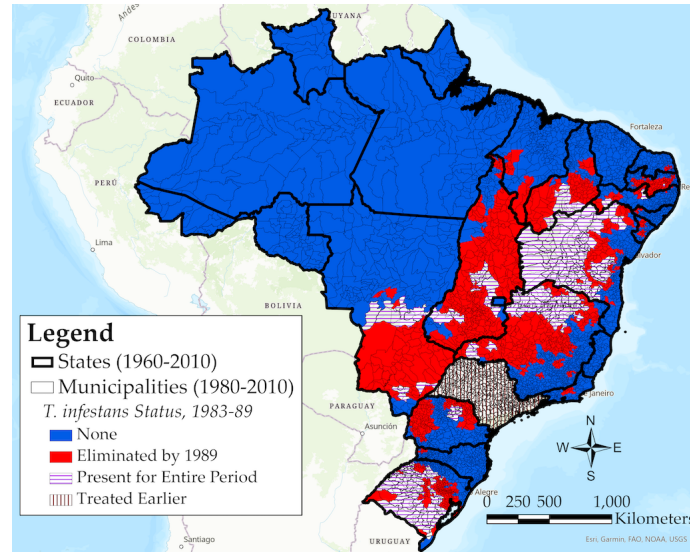 Andes
GUYANA
COLOMBIA
Quito
ECUADOR
Fortaleza
Re
PERÚ
Lima
alvador
BOLIVIA
Legend
States (1960-2010)
Municipalities (1980-2010)
T. infestans Status, 1983-89
None
Eliminated by 1989
Present for Entire Period
Treated Earlier
PARAGUAY
Asunción
e Janeiro
N
W E
S
Alegre
0 250 500 1,000
Kilometers
URUGUAY
Santiago
Esri, Garmin, FAO, NOAA, USGS